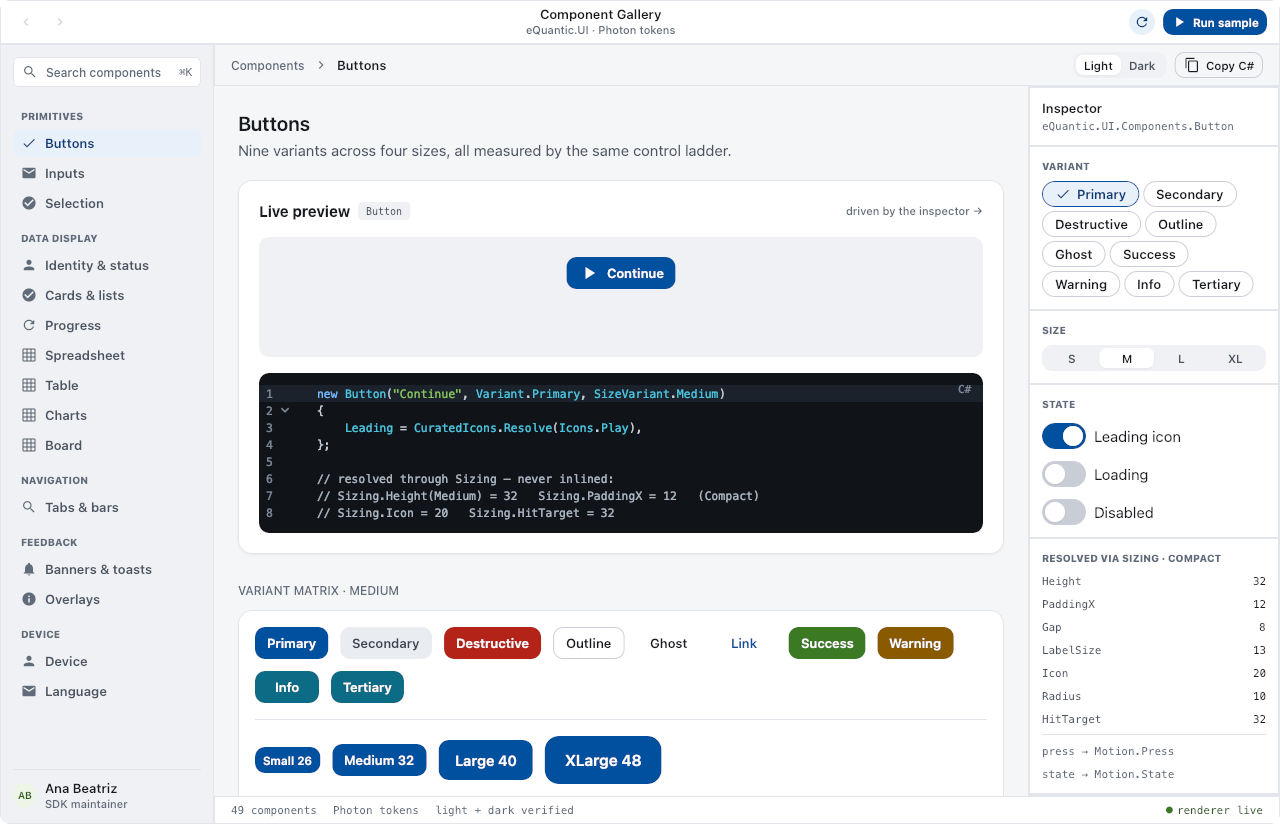 Component Gallery
eQuantic.UI · Photon tokens
Run sample
Search components ⌘K
PRIMITIVES
Buttons
Inputs
Selection
DATA DISPLAY
Identity & status
Cards & lists
Progress
Spreadsheet
Table
Charts
Board
NAVIGATION
Tabs & bars
FEEDBACK
Banners & toasts
Overlays
DEVICE
Device
Language
AB
Ana Beatriz
SDK maintainer
Components > Buttons
Light Dark
Copy C#
Buttons
Nine variants across four sizes, all measured by the same control ladder.
Live preview Button
driven by the inspector →
Continue
C#
1 new Button("Continue", Variant.Primary, SizeVariant.Medium)
2 {
3 Leading = CuratedIcons.Resolve(Icons.Play),
4 };
5
6 // resolved through Sizing — never inlined:
7 // Sizing.Height(Medium) = 32 Sizing.PaddingX = 12 (Compact)
8 // Sizing.Icon = 20 Sizing.HitTarget = 32
VARIANT MATRIX · MEDIUM
Primary Secondary Destructive Outline Ghost Link Success Warning
Info Tertiary
Small 26 Medium 32 Large 40 XLarge 48
Inspector
eQuantic.UI.Components.Button
VARIANT
Primary Secondary
Destructive Outline
Ghost Success
Warning Info Tertiary
SIZE
S M L XL
STATE
Leading icon
Loading
Disabled
RESOLVED VIA SIZING · COMPACT
Height 32
PaddingX 12
Gap 8
LabelSize 13
Icon 20
Radius 10
HitTarget 32
press → Motion.Press
state → Motion.State
49 components Photon tokens light + dark verified
renderer live